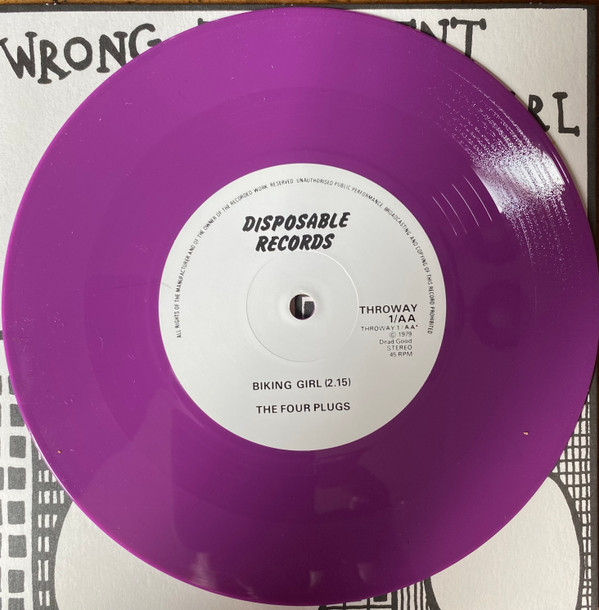 WRONG
RL
ALL RIGHTS OF THE MANUFACTURER AND OF THE OWNER OF THE RECORDED WORK RESERVED. UNAUTHORISED PUBLIC PERFORMANCE, BROADCASTING AND COPYING OF THIS RECORD PROHIBITED
DISPOSABLE
RECORDS
THROWAY
1/AA
THROWAY 1/AA*
© 1979
Dead Good
STEREO
45 RPM
BIKING GIRL (2.15)
THE FOUR PLUGS